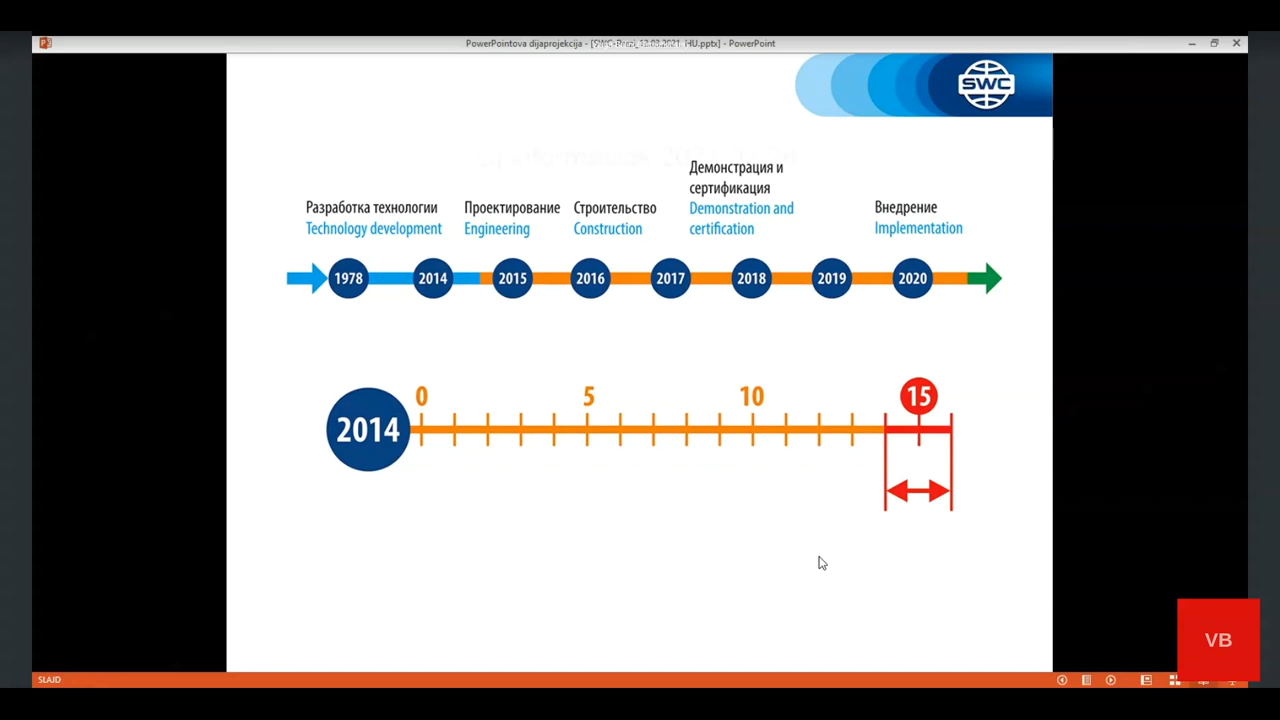 PowerPointova dijaprojekcija - [SWC-Prezi_12.03.2021. HU.pptx] - PowerPoint
SWC
Демонстрация и
сертификация
Demonstration and
certification
Разработка технологии
Technology development
Проектирование
Engineering
Строительство
Construction
Внедрение
Implementation
1978 2014 2015 2016 2017 2018 2019 2020
0 5 10 15
2014
VB
SLAJD